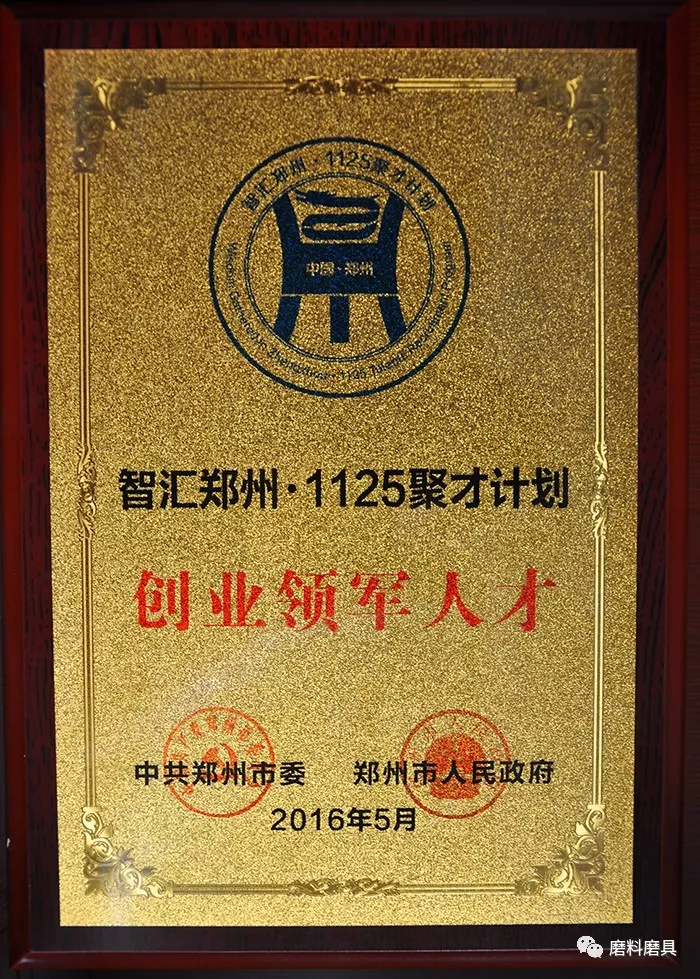 智汇郑州·1125聚才计划
中国·郑州
智汇郑州·1125聚才计划
创业领军人才
中共郑州市委 郑州市人民政府
2016年5月
磨料磨具